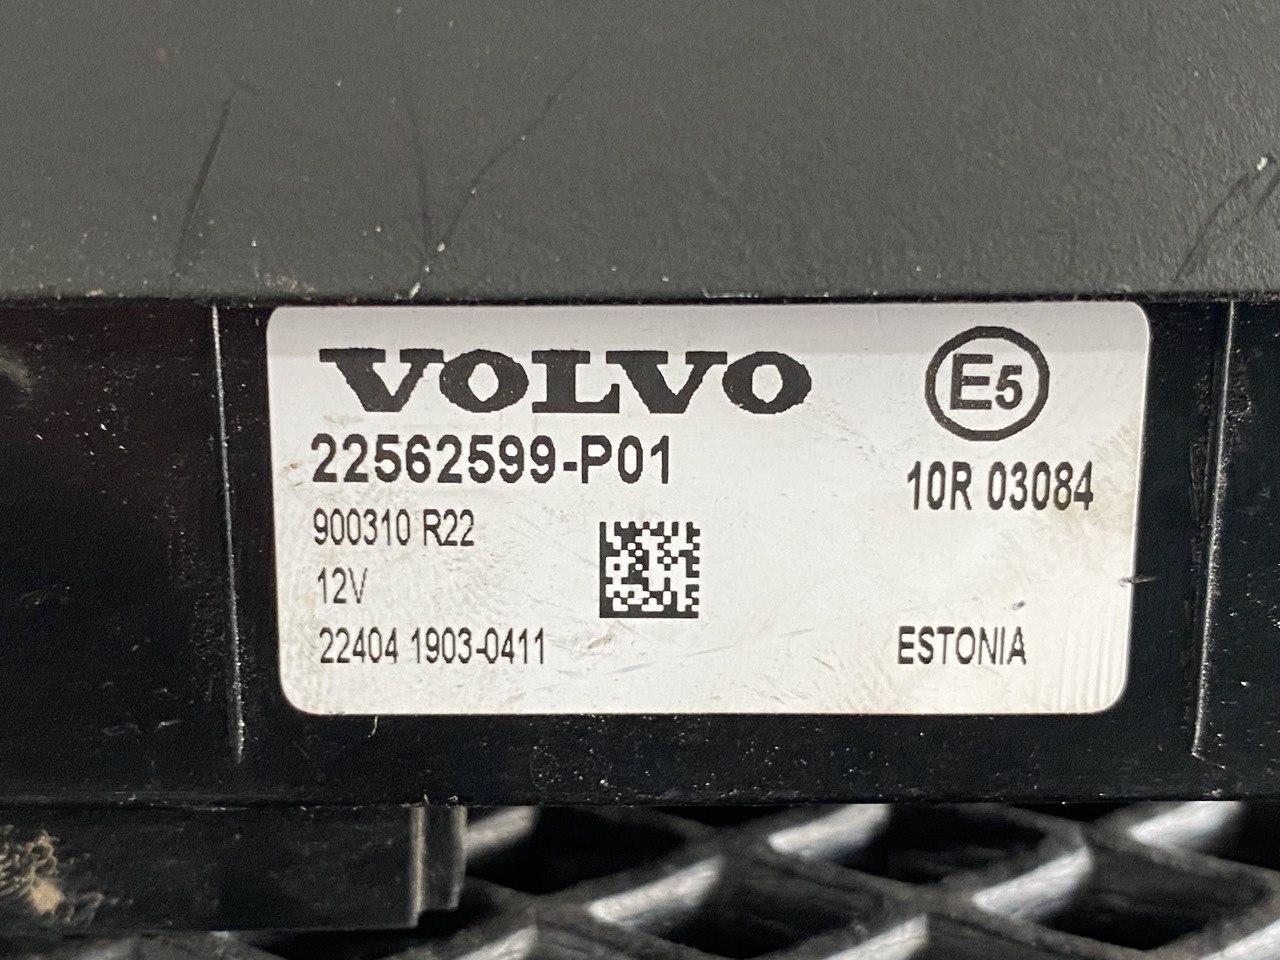 VOLVO
E5
22562599-P01
10R 03084
900310 R22
12V
22404 1903-0411
ESTONIA